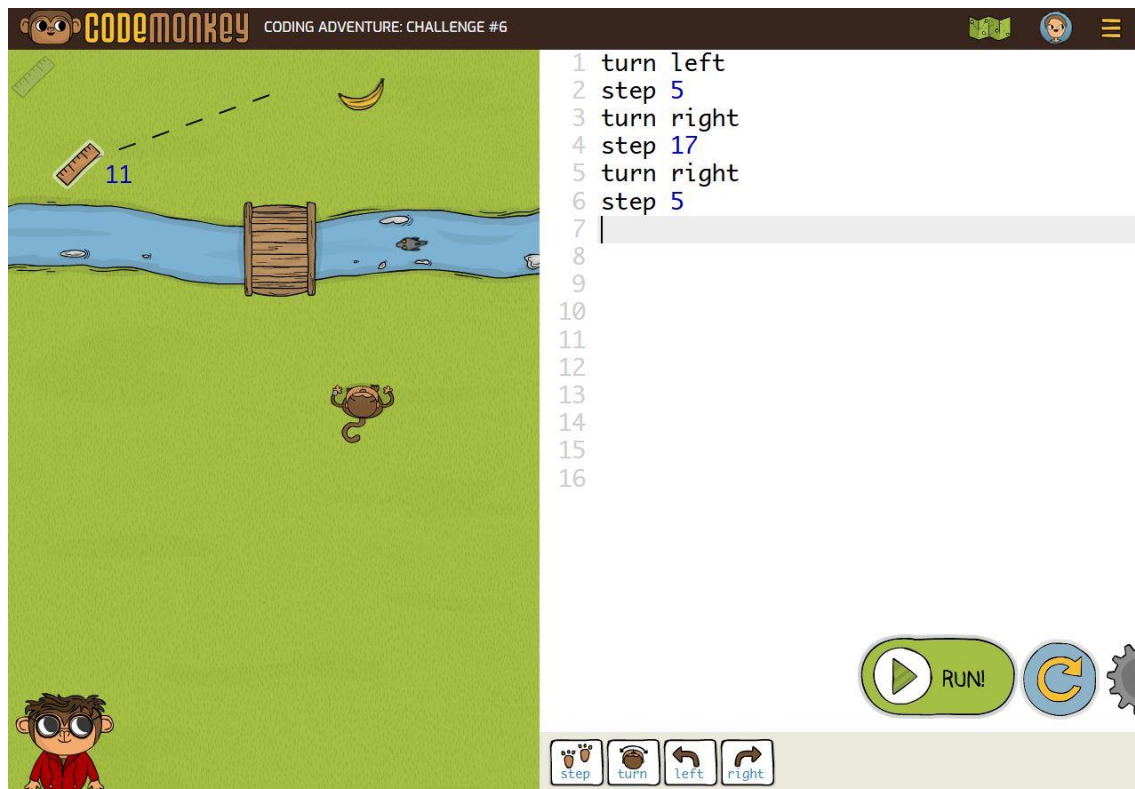 CODEMONKEY CODING ADVENTURE: CHALLENGE #6
11
1 turn left
2 step 5
3 turn right
4 step 17
5 turn right
6 step 5
7
8
9
10
11
12
13
14
15
16
RUN!
step turn left right